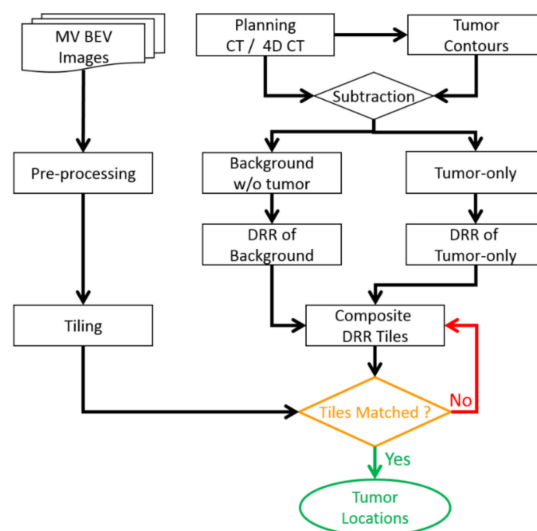 MV BEV
Images
Planning
CT / 4D CT
Tumor
Contours
Subtraction
Pre-processing
Background
w/o tumor
Tumor-only
DRR of
Background
DRR of
Tumor-only
Tiling
Composite
DRR Tiles
Tiles Matched ?
No
Yes
Tumor
Locations